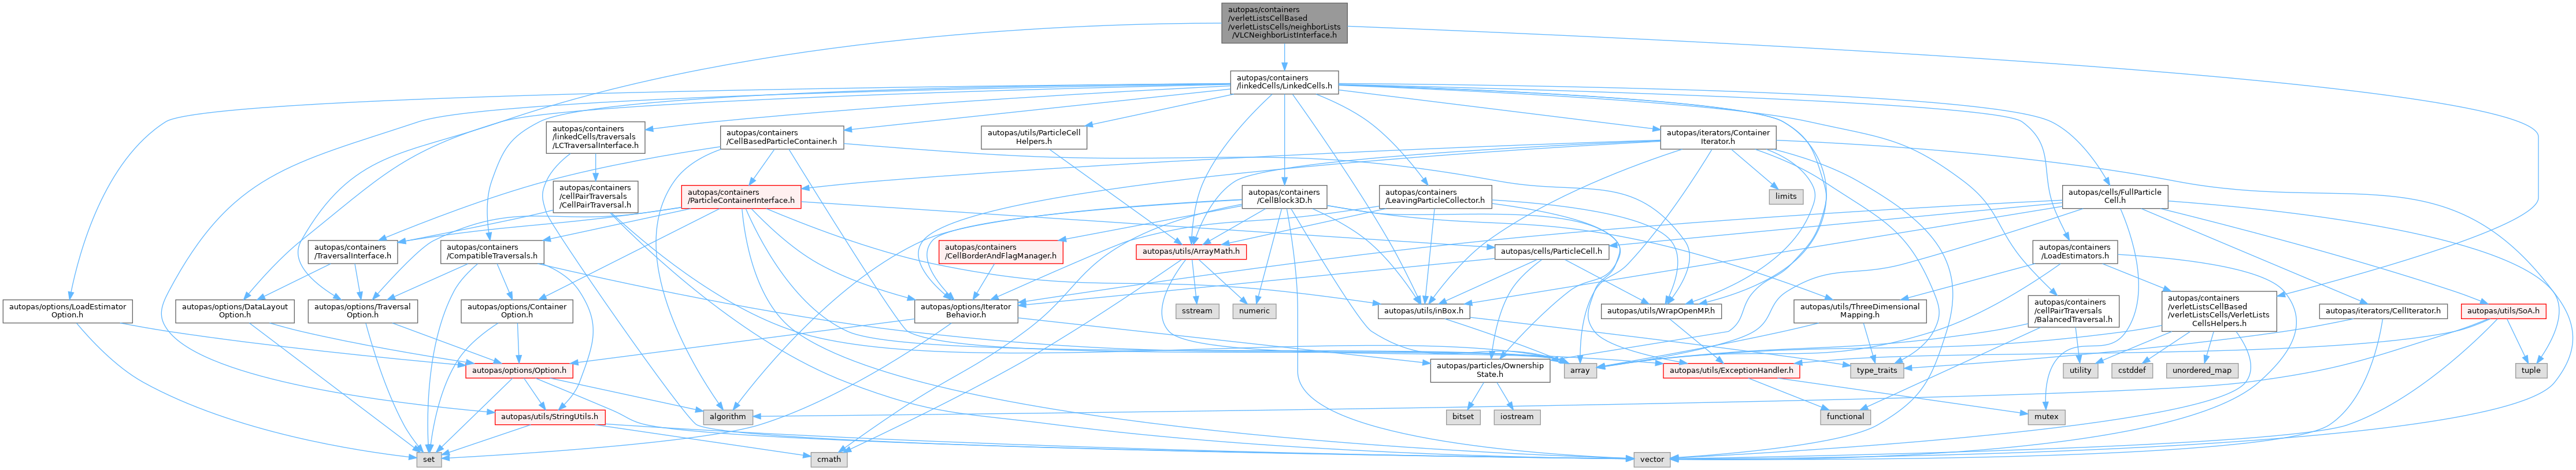 autopas/containers
/verletListsCellBased
/verletListsCells/neighborLists
/VLCNeighborListInterface.h
autopas/containers
/linkedCells/LinkedCells.h
autopas/containers
/linkedCells/traversals
/LCTraversalInterface.h
autopas/containers
/CellBasedParticleContainer.h
autopas/utils/ParticleCell
Helpers.h
autopas/iterators/Container
Iterator.h
autopas/containers
/cellPairTraversals
/CellPairTraversal.h
autopas/containers
/ParticleContainerInterface.h
autopas/containers
/CellBlock3D.h
autopas/containers
/LeavingParticleCollector.h
limits
autopas/cells/FullParticle
Cell.h
autopas/containers
/TraversalInterface.h
autopas/containers
/CompatibleTraversals.h
autopas/containers
/CellBorderAndFlagManager.h
autopas/utils/ArrayMath.h
autopas/cells/ParticleCell.h
autopas/containers
/LoadEstimators.h
autopas/options/LoadEstimator
Option.h
autopas/options/DataLayout
Option.h
autopas/options/Traversal
Option.h
autopas/options/Container
Option.h
autopas/options/Iterator
Behavior.h
sstream
numeric
autopas/utils/inBox.h
autopas/utils/WrapOpenMP.h
autopas/utils/ThreeDimensional
Mapping.h
autopas/containers
/cellPairTraversals
/BalancedTraversal.h
autopas/containers
/verletListsCellBased
/verletListsCells/VerletLists
CellsHelpers.h
autopas/iterators/CellIterator.h
autopas/utils/SoA.h
autopas/options/Option.h
autopas/particles/Ownership
State.h
array
autopas/utils/ExceptionHandler.h
type_traits
utility
cstddef
unordered_map
tuple
autopas/utils/StringUtils.h
algorithm
bitset
iostream
functional
mutex
set
cmath
vector